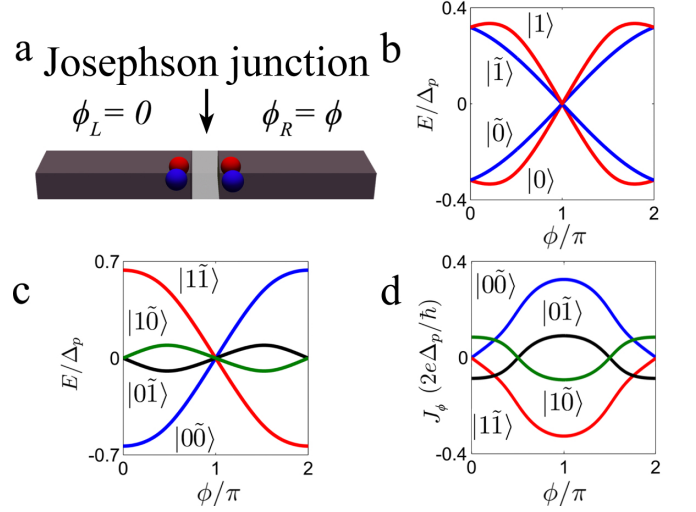 a
Josephson junction
ϕ_L = 0
ϕ_R = ϕ
b
E/Δ_p
0.4
0
-0.4
|1⟩
|1̃⟩
|0̃⟩
|0⟩
0
1
2
ϕ/π
c
E/Δ_p
0.7
0
-0.7
|11̃⟩
|10̃⟩
|01̃⟩
|00̃⟩
0
1
2
ϕ/π
d
J_ϕ (2eΔ_p/ħ)
0.4
0
-0.4
|00̃⟩
|01̃⟩
|10̃⟩
|11̃⟩
0
1
2
ϕ/π